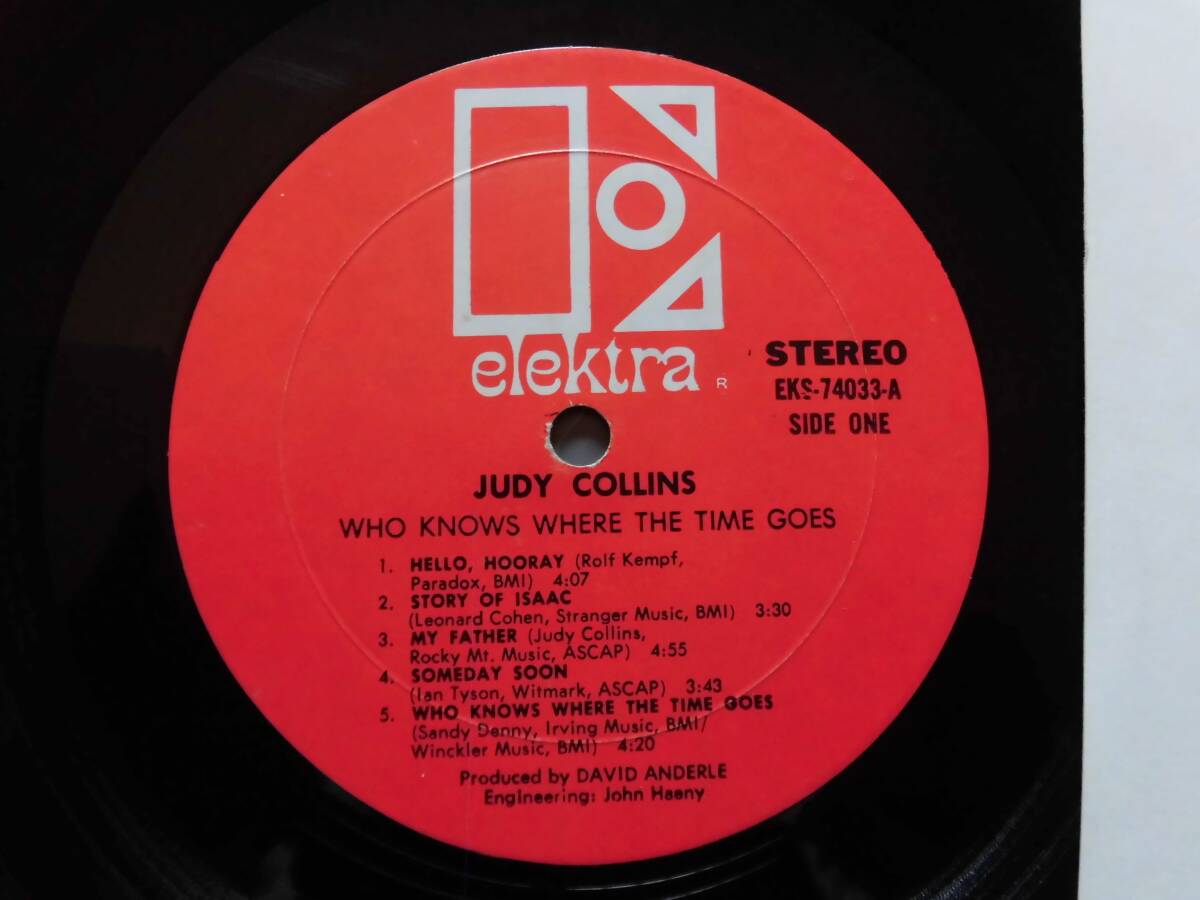 elektra R
STEREO
EKS-74033-A
SIDE ONE
JUDY COLLINS
WHO KNOWS WHERE THE TIME GOES
1. HELLO, HOORAY (Rolf Kempf,
Paradox, BMI) 4:07
2. STORY OF ISAAC
(Leonard Cohen, Stranger Music, BMI) 3:30
3. MY FATHER (Judy Collins,
Rocky Mt. Music, ASCAP) 4:55
4. SOMEDAY SOON
(Ian Tyson, Witmark, ASCAP) 3:43
5. WHO KNOWS WHERE THE TIME GOES
(Sandy Denny, Irving Music, BMI/
Winckler Music, BMI) 4:20
Produced by DAVID ANDERLE
Engineering: John Haeny